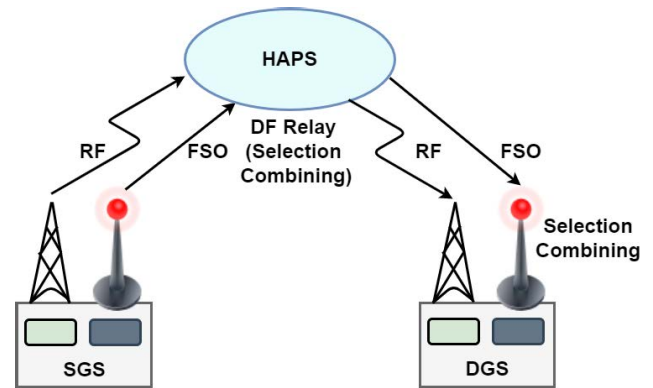 HAPS
RF
FSO
DF Relay
(Selection
Combining)
RF
FSO
Selection
Combining
SGS
DGS